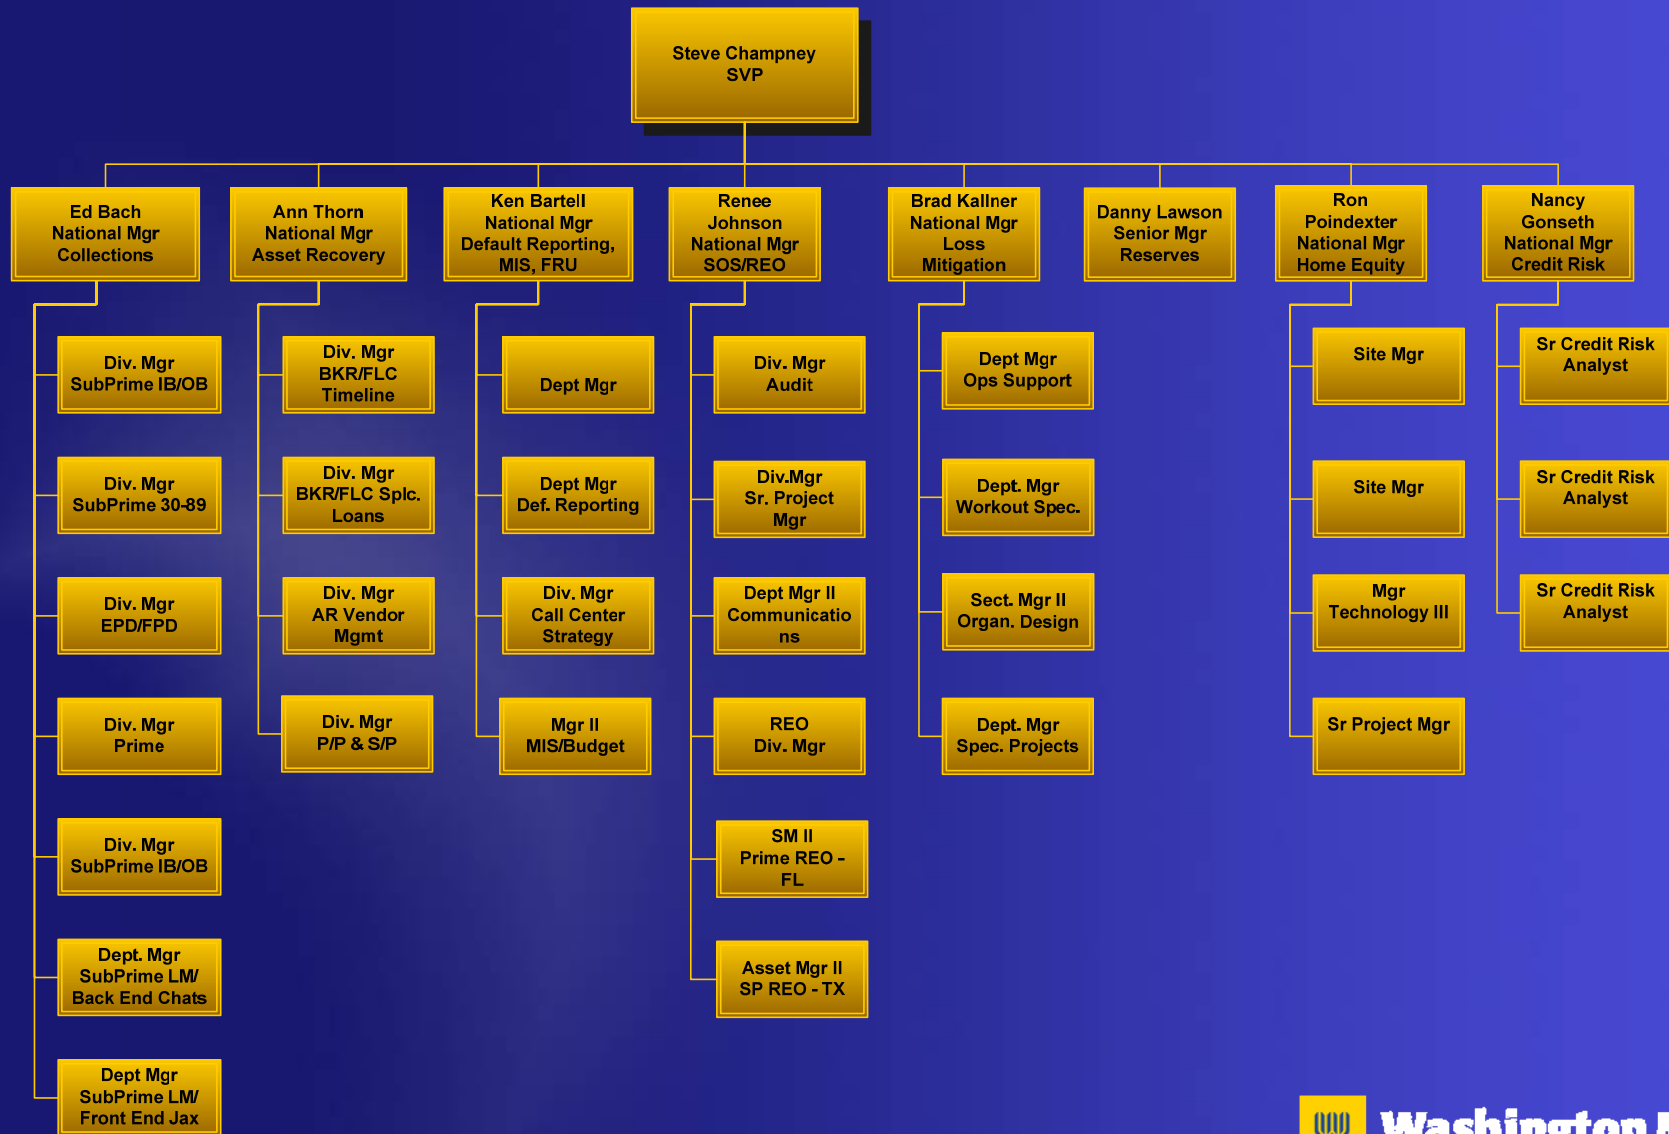 Steve Champney
SVP
Ed Bach
National Mgr
Collections
Ann Thorn
National Mgr
Asset Recovery
Ken Bartell
National Mgr
Default Reporting,
MIS, FRU
Renee
Johnson
National Mgr
SOS/REO
Brad Kallner
National Mgr
Loss
Mitigation
Danny Lawson
Senior Mgr
Reserves
Ron
Poindexter
National Mgr
Home Equity
Nancy
Gonseth
National Mgr
Credit Risk
Div. Mgr
SubPrime IB/OB
Div. Mgr
SubPrime 30-89
Div. Mgr
EPD/FPD
Div. Mgr
Prime
Div. Mgr
SubPrime IB/OB
Dept. Mgr
SubPrime LM/
Back End Chats
Dept Mgr
SubPrime LM/
Front End Jax
Div. Mgr
BKR/FLC
Timeline
Div. Mgr
BKR/FLC Splc.
Loans
Div. Mgr
AR Vendor
Mgmt
Div. Mgr
P/P & S/P
Dept Mgr
Dept Mgr
Def. Reporting
Div. Mgr
Call Center
Strategy
Mgr II
MIS/Budget
Div. Mgr
Audit
Div.Mgr
Sr. Project
Mgr
Dept Mgr II
Communicatio
ns
REO
Div. Mgr
SM II
Prime REO –
FL
Asset Mgr II
SP REO - TX
Dept Mgr
Ops Support
Dept. Mgr
Workout Spec.
Sect. Mgr II
Organ. Design
Dept. Mgr
Spec. Projects
Site Mgr
Site Mgr
Mgr
Technology III
Sr Project Mgr
Sr Credit Risk
Analyst
Sr Credit Risk
Analyst
Sr Credit Risk
Analyst
Washington